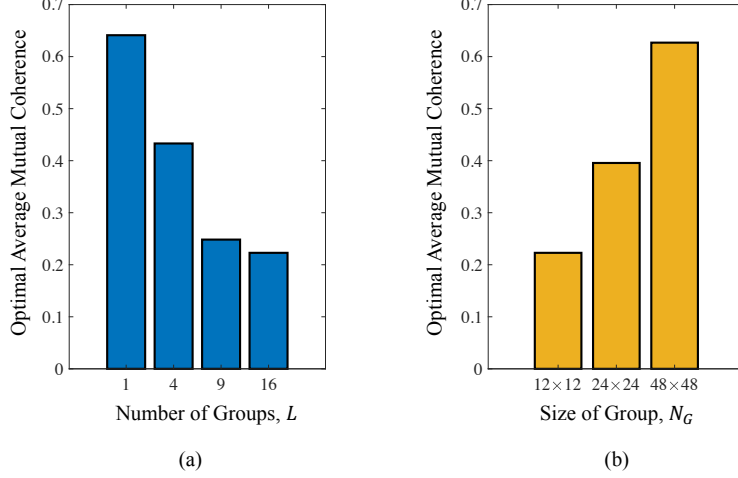 Optimal Average Mutual Coherence
0.7
0.6
0.5
0.4
0.3
0.2
0.1
0
1 4 9 16
Number of Groups, L
(a)
Optimal Average Mutual Coherence
0.7
0.6
0.5
0.4
0.3
0.2
0.1
0
12×12 24×24 48×48
Size of Group, N_G
(b)